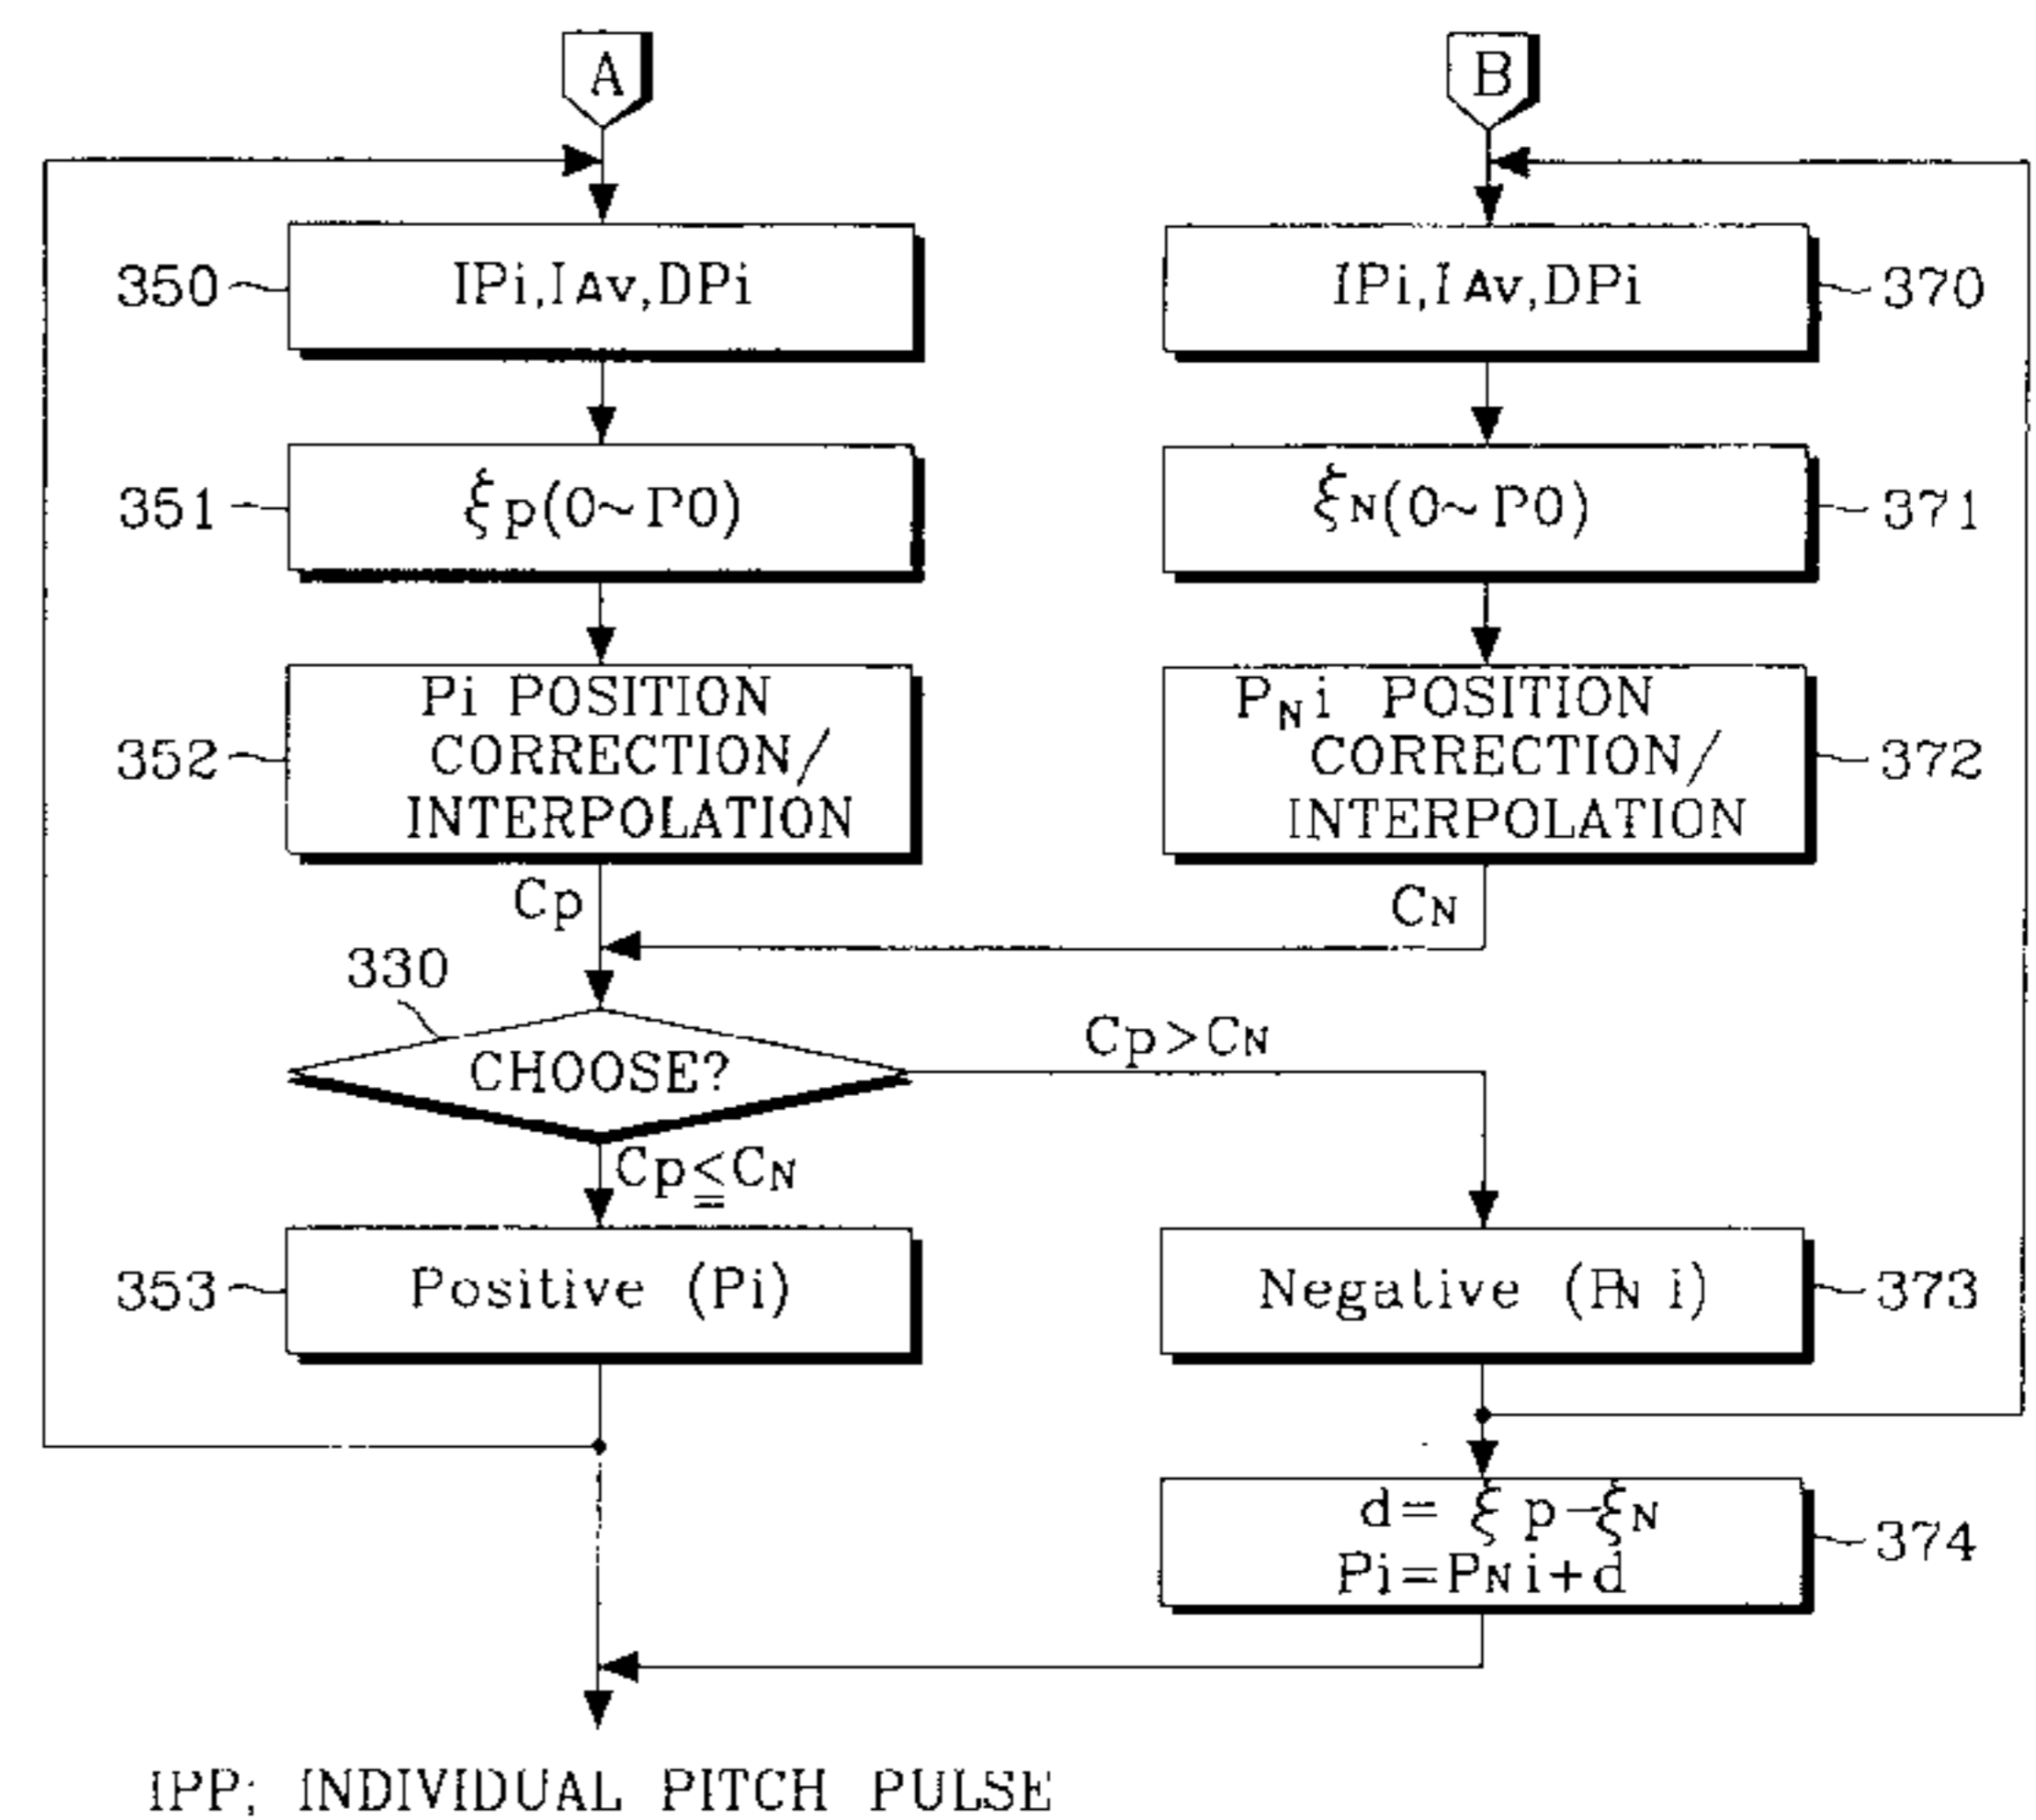 A
B
350
IPi,IAv,DPi
IPi,IAv,DPi
370
351
ξp(0~P0)
ξN(0~P0)
371
352
Pi POSITION
CORRECTION/
INTERPOLATION
PNi POSITION
CORRECTION/
INTERPOLATION
372
Cp
CN
330
CHOOSE?
Cp>CN
Cp≦CN
353
Positive (Pi)
Negative (PN i)
373
d= ξp-ξN
Pi=PNi+d
374
IPP; INDIVIDUAL PITCH PULSE